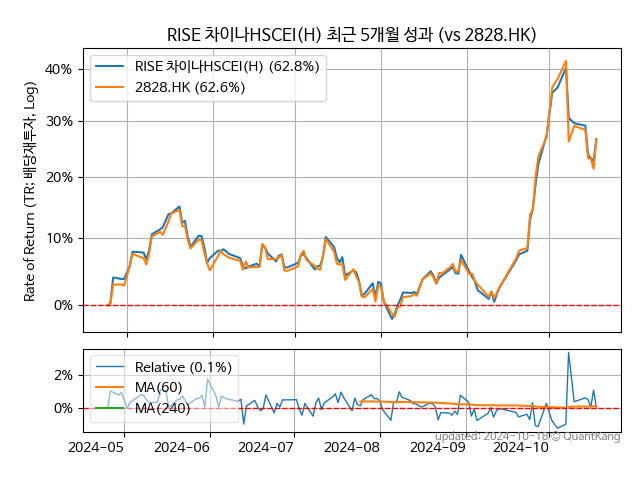 RISE 차이나HSCEI(H) 최근 5개월 성과 (vs 2828.HK)
Rate of Return (TR: 배당재투자, Log)
40%
30%
20%
10%
0%
RISE 차이나HSCEI(H) (62.8%)
2828.HK (62.6%)
2%
0%
Relative (0.1%)
MA(60)
MA(240)
2024-05 2024-06 2024-07 2024-08 2024-09 2024-10
updated: 2024-10-18 © QuantKang